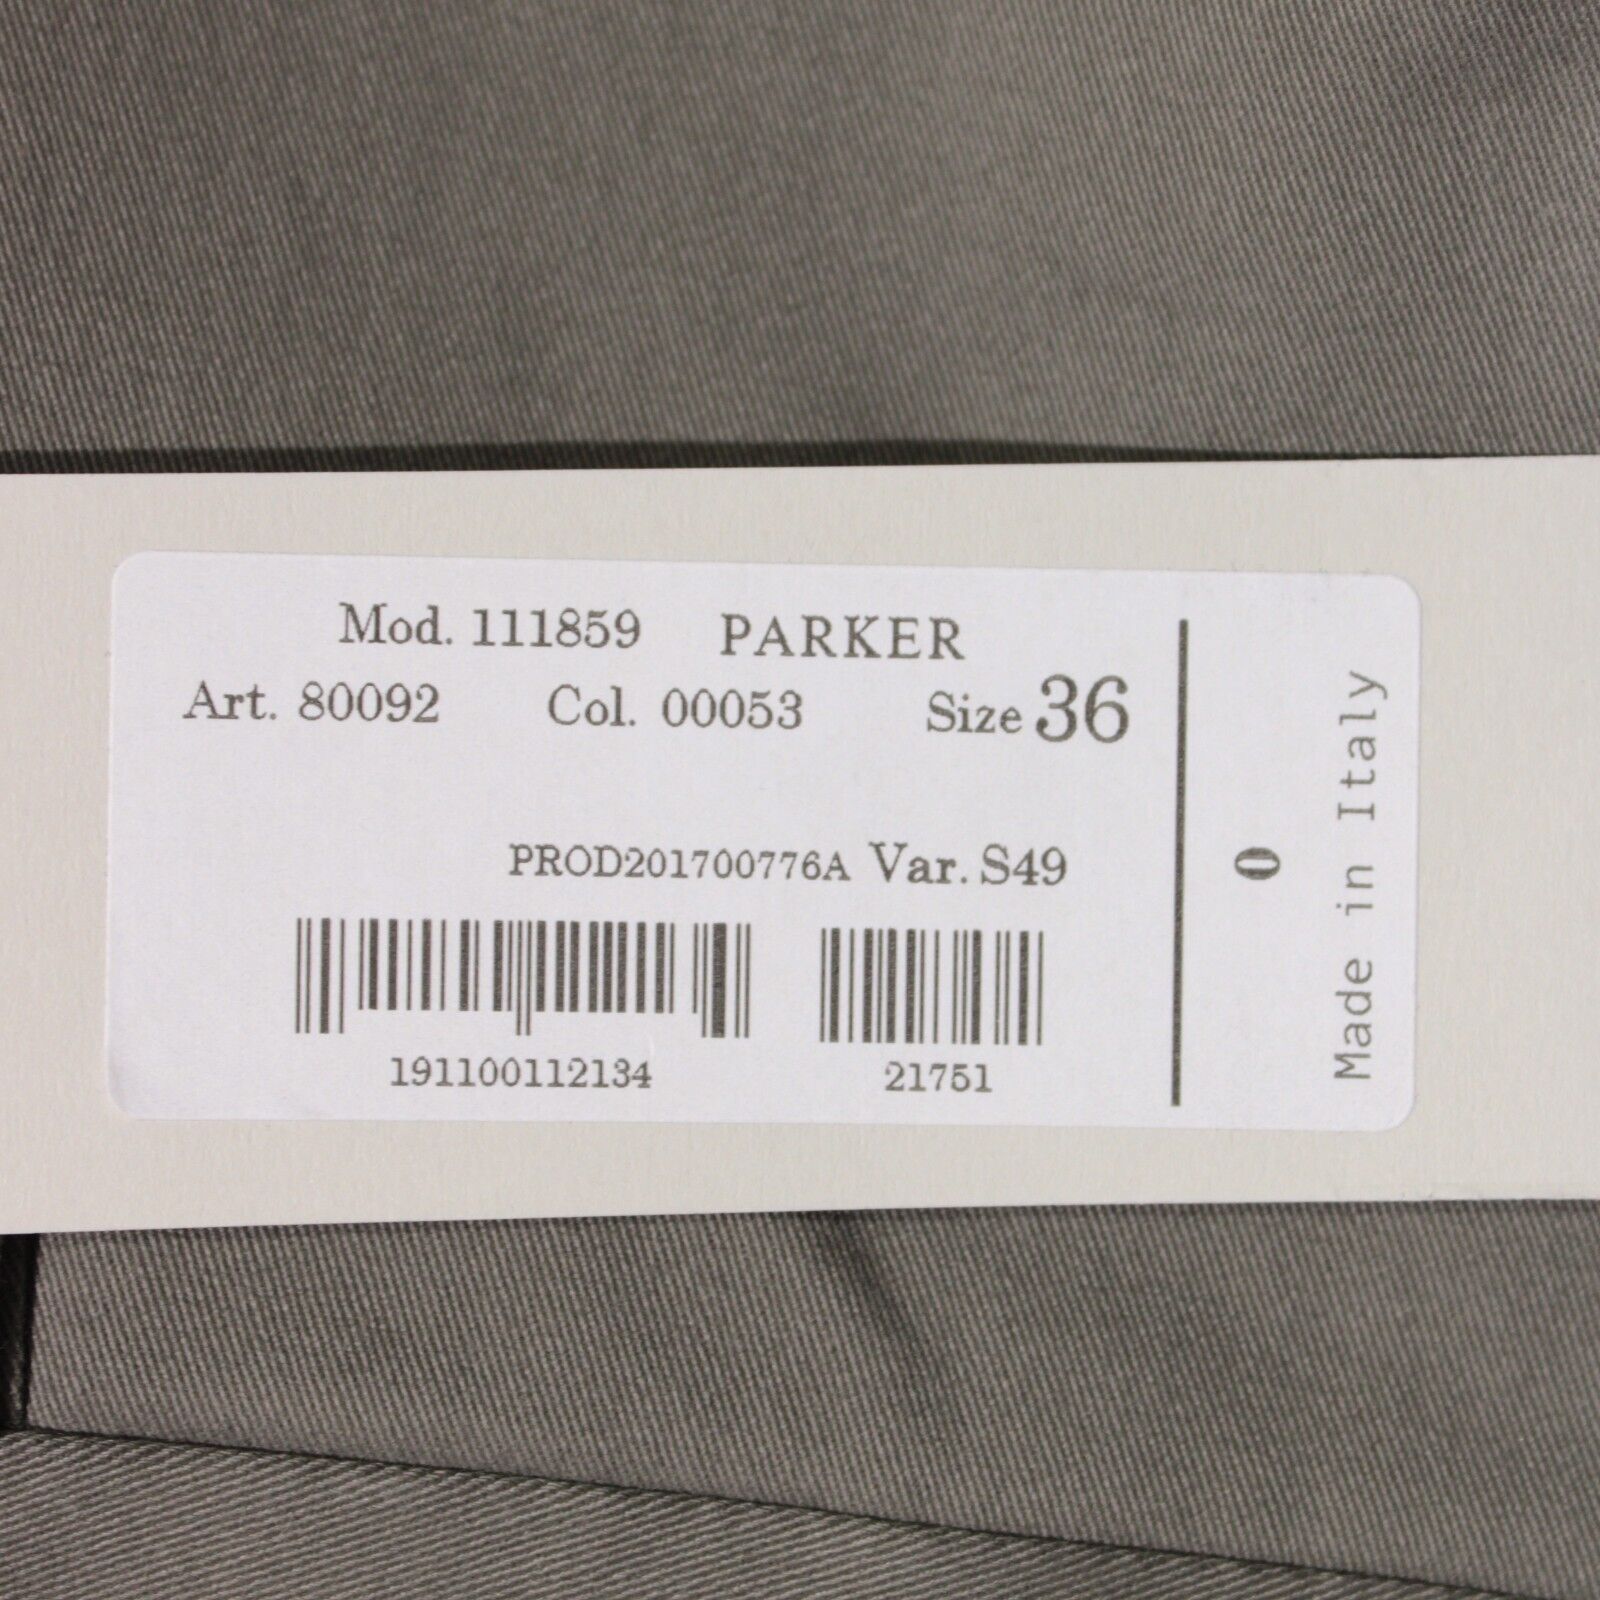 Mod. 111859 PARKER
Art. 80092 Col. 00053 Size 36
PROD201700776A Var. S49
191100112134 21751
0
Made in Italy